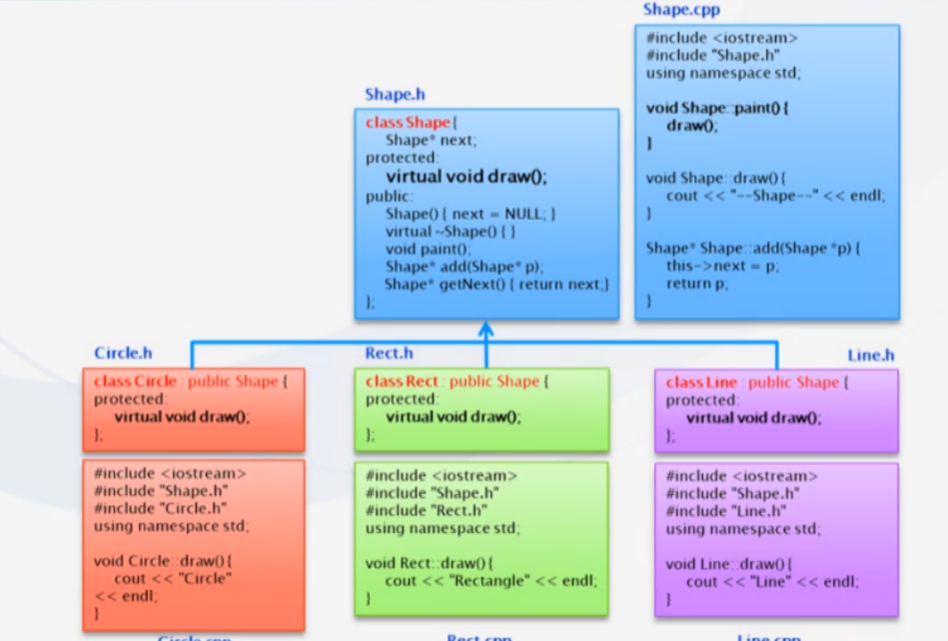 Shape.cpp
#include <iostream>
#include "Shape.h"
using namespace std;
void Shape::paint() {
draw();
}
void Shape::draw() {
cout << "--Shape--" << endl;
}
Shape* Shape::add(Shape *p) {
this->next = p;
return p;
}
Shape.h
class Shape {
Shape* next;
protected:
virtual void draw();
public:
Shape() { next = NULL; }
virtual ~Shape() { }
void paint();
Shape* add(Shape* p);
Shape* getNext() { return next;}
};
Circle.h
class Circle : public Shape {
protected:
virtual void draw();
};
#include <iostream>
#include "Shape.h"
#include "Circle.h"
using namespace std;
void Circle::draw() {
cout << "Circle"
<< endl;
}
Circle.cpp
Rect.h
class Rect : public Shape {
protected:
virtual void draw();
};
#include <iostream>
#include "Shape.h"
#include "Rect.h"
using namespace std;
void Rect::draw() {
cout << "Rectangle" << endl;
}
Rect.cpp
Line.h
class Line : public Shape {
protected:
virtual void draw();
};
#include <iostream>
#include "Shape.h"
#include "Line.h"
using namespace std;
void Line::draw() {
cout << "Line" << endl;
}
Line.cpp